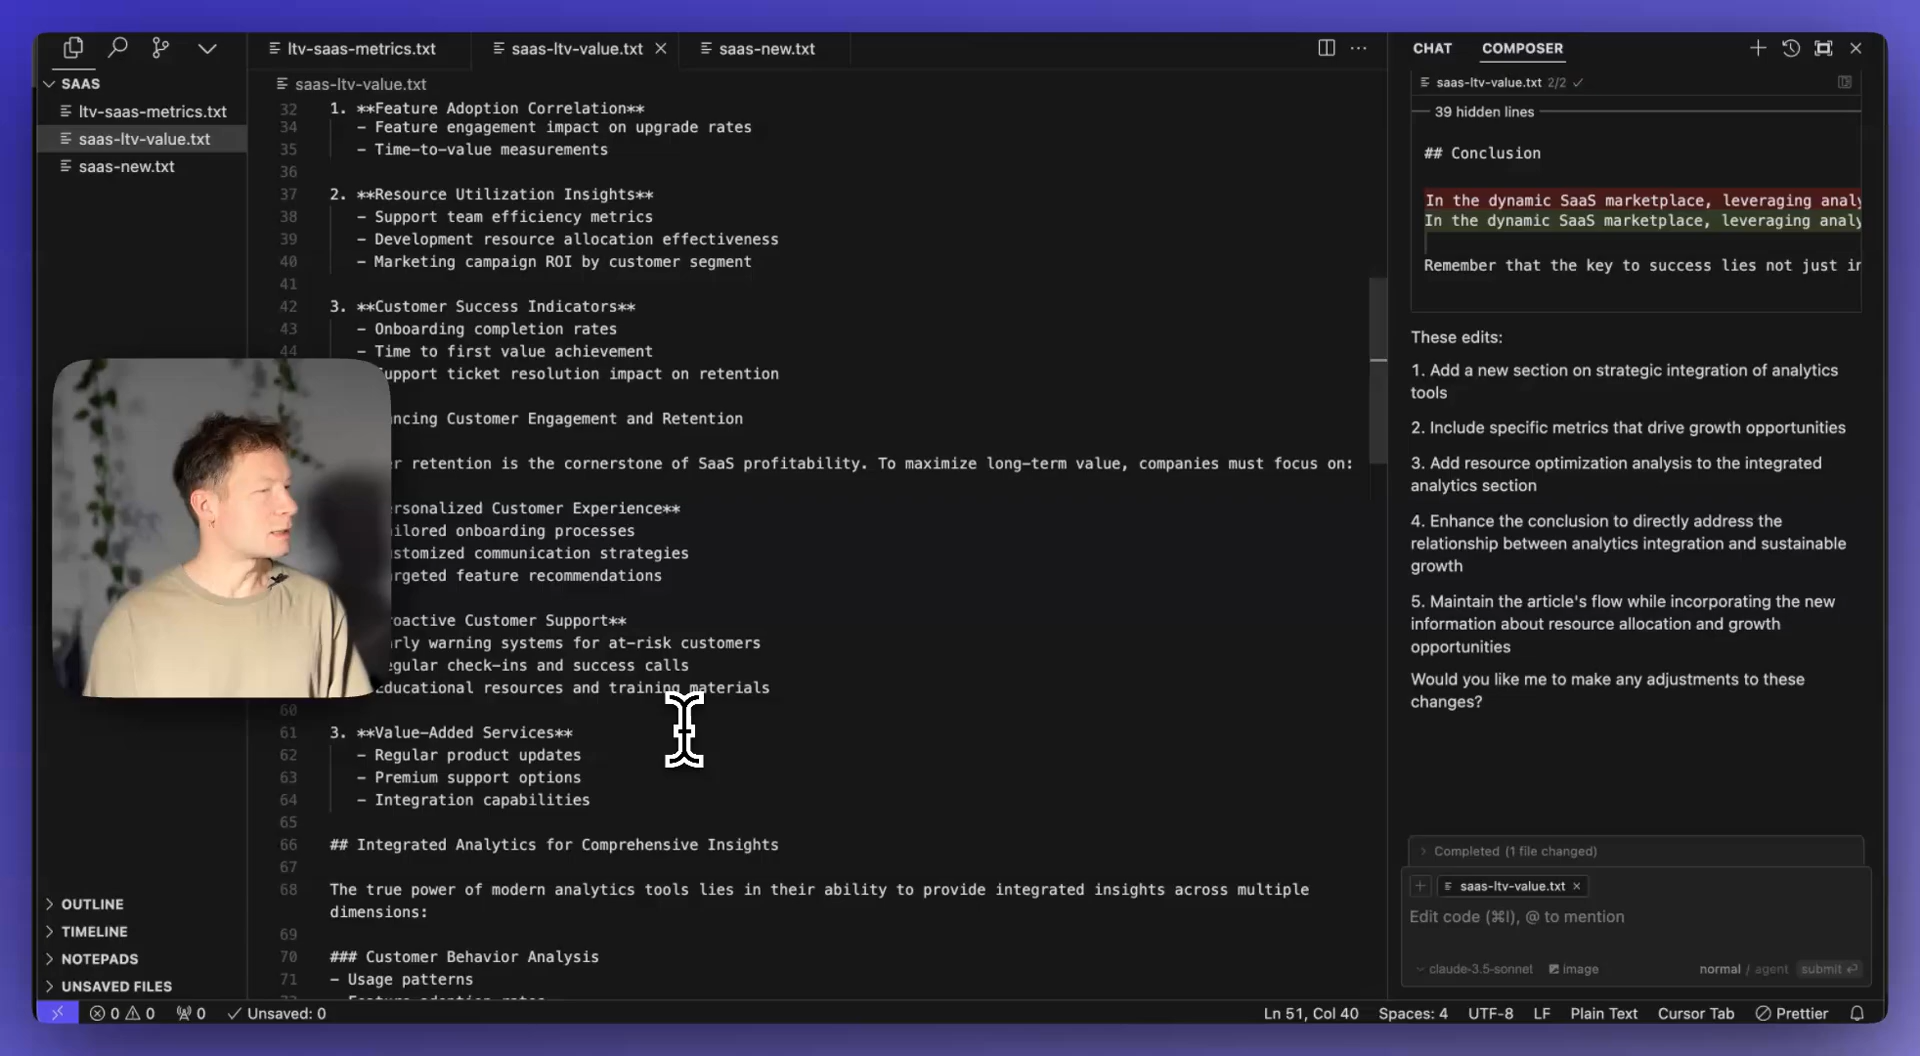 SAAS
ltv-saas-metrics.txt
saas-ltv-value.txt
saas-new.txt
OUTLINE
TIMELINE
NOTEPADS
UNSAVED FILES
ltv-saas-metrics.txt
saas-ltv-value.txt
saas-new.txt
saas-ltv-value.txt
32 1. **Feature Adoption Correlation**
34 – Feature engagement impact on upgrade rates
35 – Time-to-value measurements
36
37 2. **Resource Utilization Insights**
38 – Support team efficiency metrics
39 – Development resource allocation effectiveness
40 – Marketing campaign ROI by customer segment
41
42 3. **Customer Success Indicators**
43 – Onboarding completion rates
44 – Time to first value achievement
upport ticket resolution impact on retention
ncing Customer Engagement and Retention
r retention is the cornerstone of SaaS profitability. To maximize long-term value, companies must focus on:
ersonalized Customer Experience**
ilored onboarding processes
stomized communication strategies
rgeted feature recommendations
roactive Customer Support**
rly warning systems for at-risk customers
egular check-ins and success calls
ducational resources and training materials
60
61 3. **Value-Added Services**
62 – Regular product updates
63 – Premium support options
64 – Integration capabilities
65
66 ## Integrated Analytics for Comprehensive Insights
67
68 The true power of modern analytics tools lies in their ability to provide integrated insights across multiple
dimensions:
69
70 ### Customer Behavior Analysis
71 – Usage patterns
CHAT COMPOSER
saas-ltv-value.txt 2/2
39 hidden lines
## Conclusion
In the dynamic SaaS marketplace, leveraging analy
In the dynamic SaaS marketplace, leveraging analy
Remember that the key to success lies not just in
These edits:
1. Add a new section on strategic integration of analytics
tools
2. Include specific metrics that drive growth opportunities
3. Add resource optimization analysis to the integrated
analytics section
4. Enhance the conclusion to directly address the
relationship between analytics integration and sustainable
growth
5. Maintain the article's flow while incorporating the new
information about resource allocation and growth
opportunities
Would you like me to make any adjustments to these
changes?
Completed (1 file changed)
saas-ltv-value.txt
Edit code (⌘I), @ to mention
claude-3.5-sonnet image normal / agent submit
0 0 0 Unsaved: 0 Ln 51, Col 40 Spaces: 4 UTF-8 LF Plain Text Cursor Tab Prettier